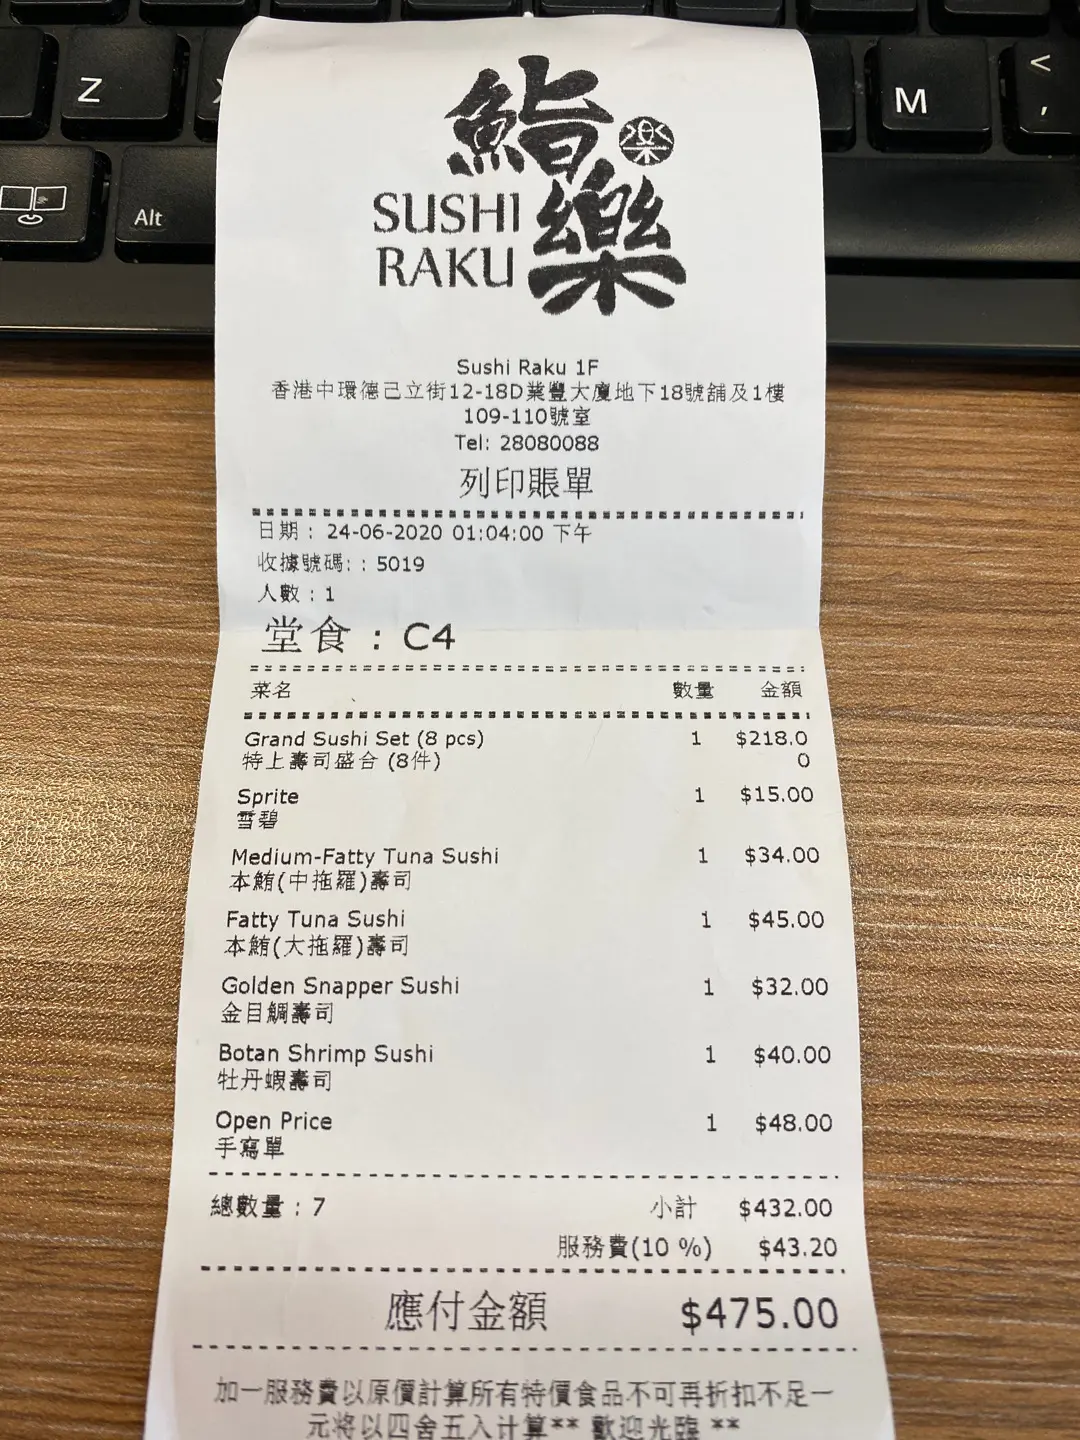 鮨樂
樂
SUSHI
RAKU
Sushi Raku 1F
香港中環德己立街12-18D業豐大廈地下18號舖及1樓
109-110號室
Tel: 28080088
列印賬單
日期： 24-06-2020 01:04:00 下午
收據號碼: : 5019
人數 : 1
堂食 : C4
菜名 數量 金額
Grand Sushi Set (8 pcs) 1 $218.0
特上壽司盛合 (8件) 0
Sprite 1 $15.00
雪碧
Medium-Fatty Tuna Sushi 1 $34.00
本鮪(中拖羅)壽司
Fatty Tuna Sushi 1 $45.00
本鮪(大拖羅)壽司
Golden Snapper Sushi 1 $32.00
金目鯛壽司
Botan Shrimp Sushi 1 $40.00
牡丹蝦壽司
Open Price 1 $48.00
手寫單
總數量 : 7 小計 $432.00
服務費(10 %) $43.20
應付金額 $475.00
加一服務費以原價計算所有特價食品不可再折扣不足一
元將以四舍五入计算** 歡迎光臨 **
Z
M
<
,
Alt